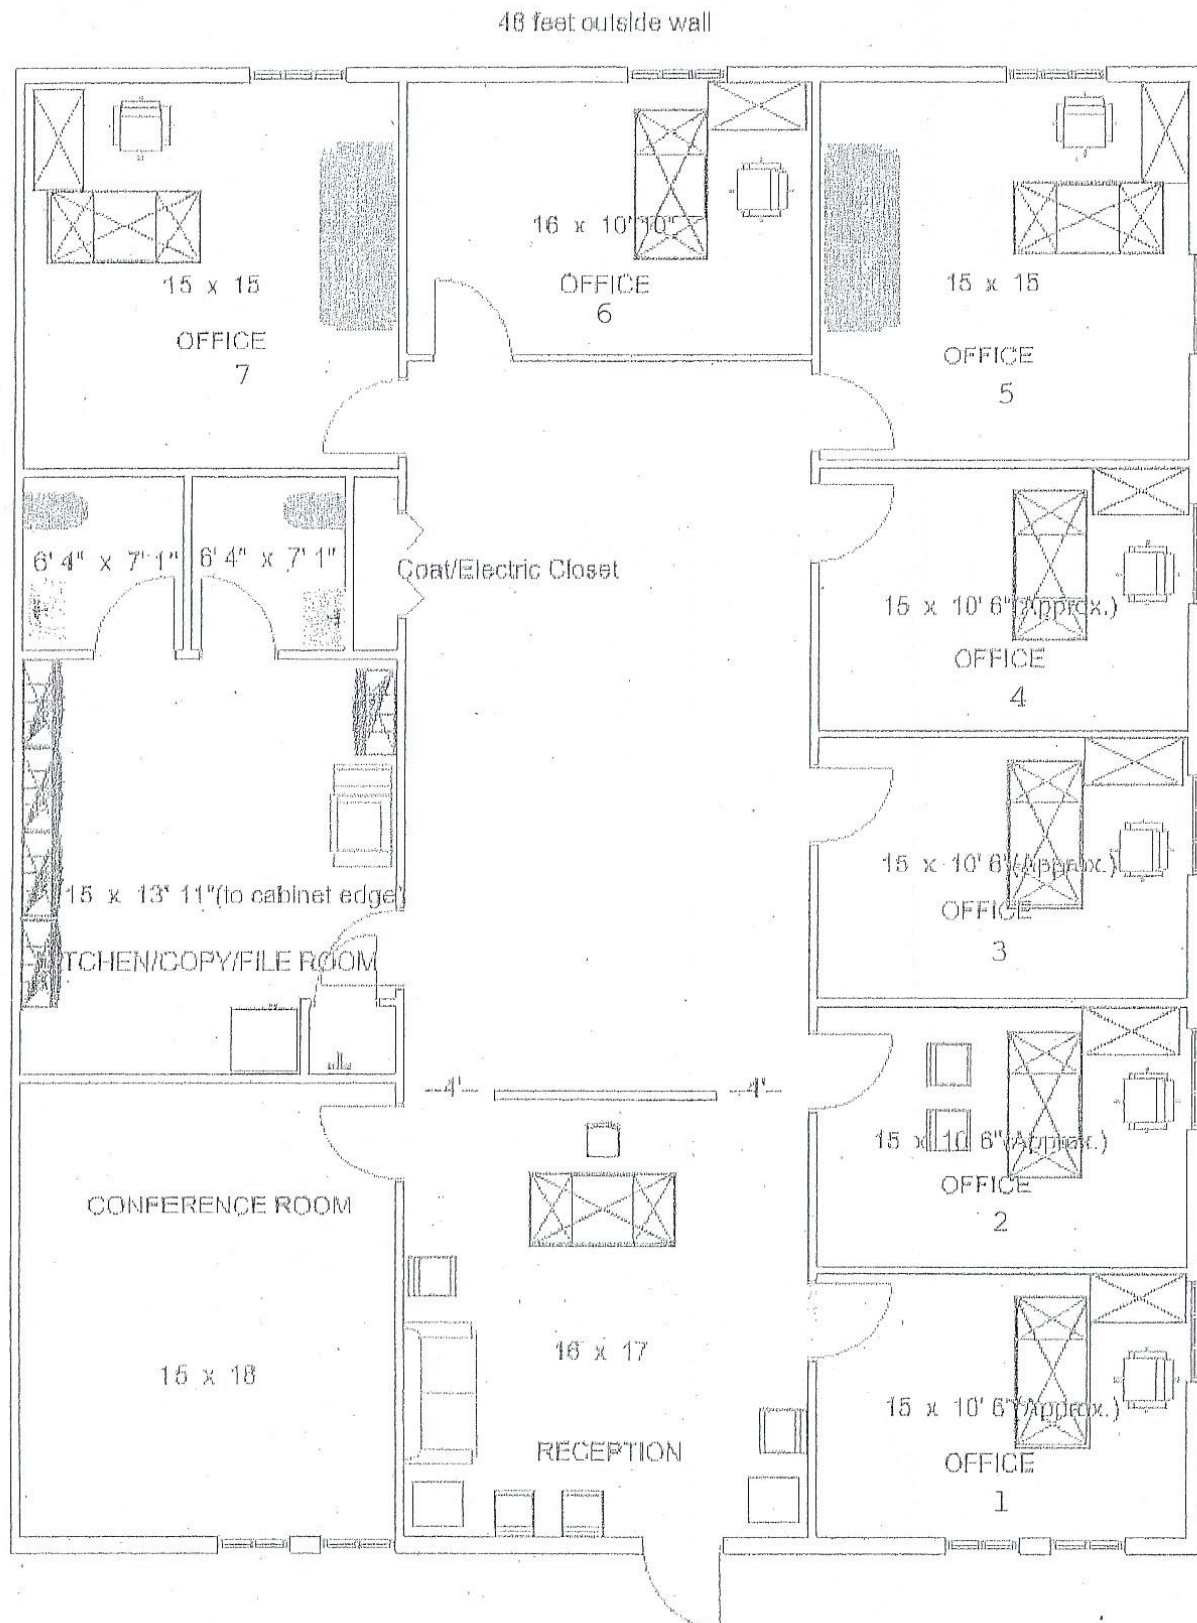 48 feet outside wall
16 x 10' 10"
OFFICE
6
15 x 15
OFFICE
7
15 x 15
OFFICE
5
6' 4" x 7' 1"
6' 4" x 7' 1"
Coat/Electric Closet
15 x 10' 6"(Approx.)
OFFICE
4
15 x 13' 11"(to cabinet edge)
KITCHEN/COPY/FILE ROOM
15 x 10' 6"(Approx.)
OFFICE
3
--4'--
--4'--
15 x 10' 6"(Approx.)
OFFICE
2
CONFERENCE ROOM
15 x 18
16 x 17
RECEPTION
15 x 10' 6"(Approx.)
OFFICE
1